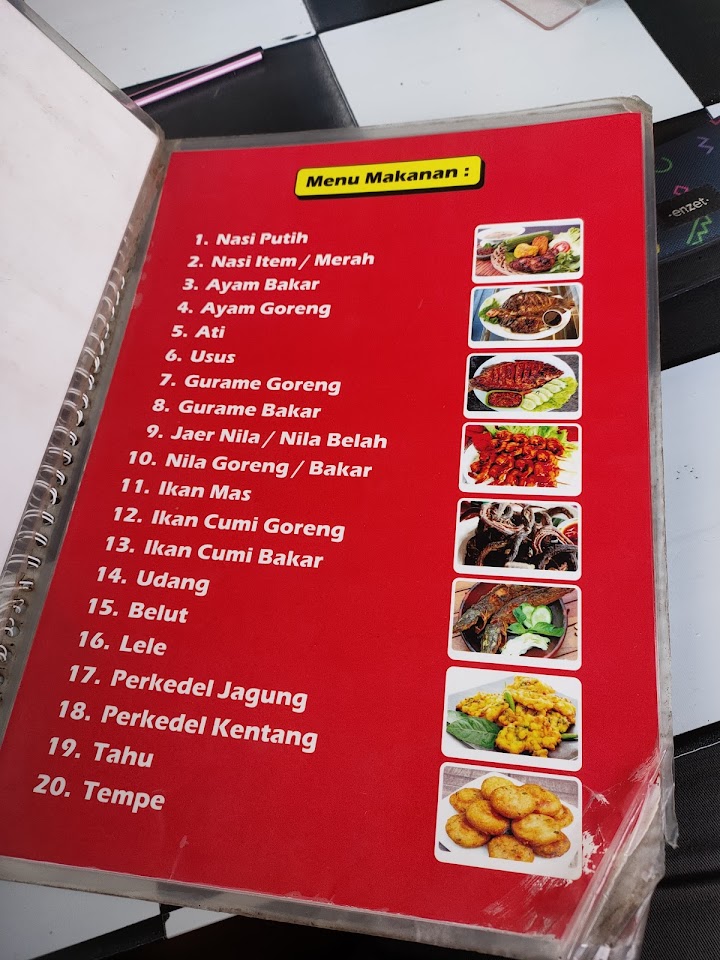 Menu Makanan :
1. Nasi Putih
2. Nasi Item / Merah
3. Ayam Bakar
4. Ayam Goreng
5. Ati
6. Usus
7. Gurame Goreng
8. Gurame Bakar
9. Jaer Nila / Nila Belah
10. Nila Goreng / Bakar
11. Ikan Mas
12. Ikan Cumi Goreng
13. Ikan Cumi Bakar
14. Udang
15. Belut
16. Lele
17. Perkedel Jagung
18. Perkedel Kentang
19. Tahu
20. Tempe
·enzet·